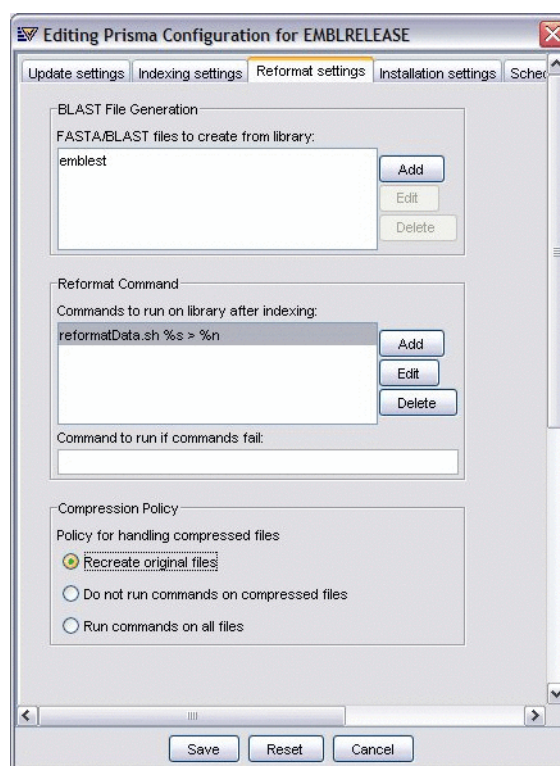 Editing Prisma Configuration for EMBLRELEASE
Update settings Indexing settings Reformat settings Installation settings Sched
BLAST File Generation
FASTA/BLAST files to create from library:
emblest
Add
Edit
Delete
Reformat Command
Commands to run on library after indexing:
reformatData.sh %s > %n
Add
Edit
Delete
Command to run if commands fail:
Compression Policy
Policy for handling compressed files
Recreate original files
Do not run commands on compressed files
Run commands on all files
Save Reset Cancel